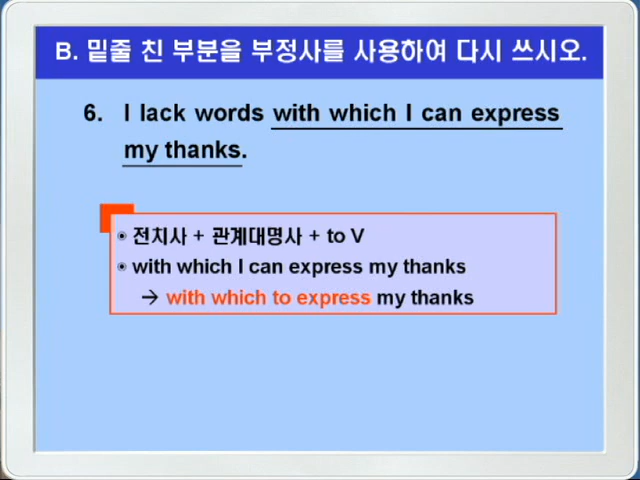 B. 밑줄 친 부분을 부정사를 사용하여 다시 쓰시오.
6. I lack words with which I can express
my thanks.
◉ 전치사 + 관계대명사 + to V
◉ with which I can express my thanks
→ with which to express my thanks